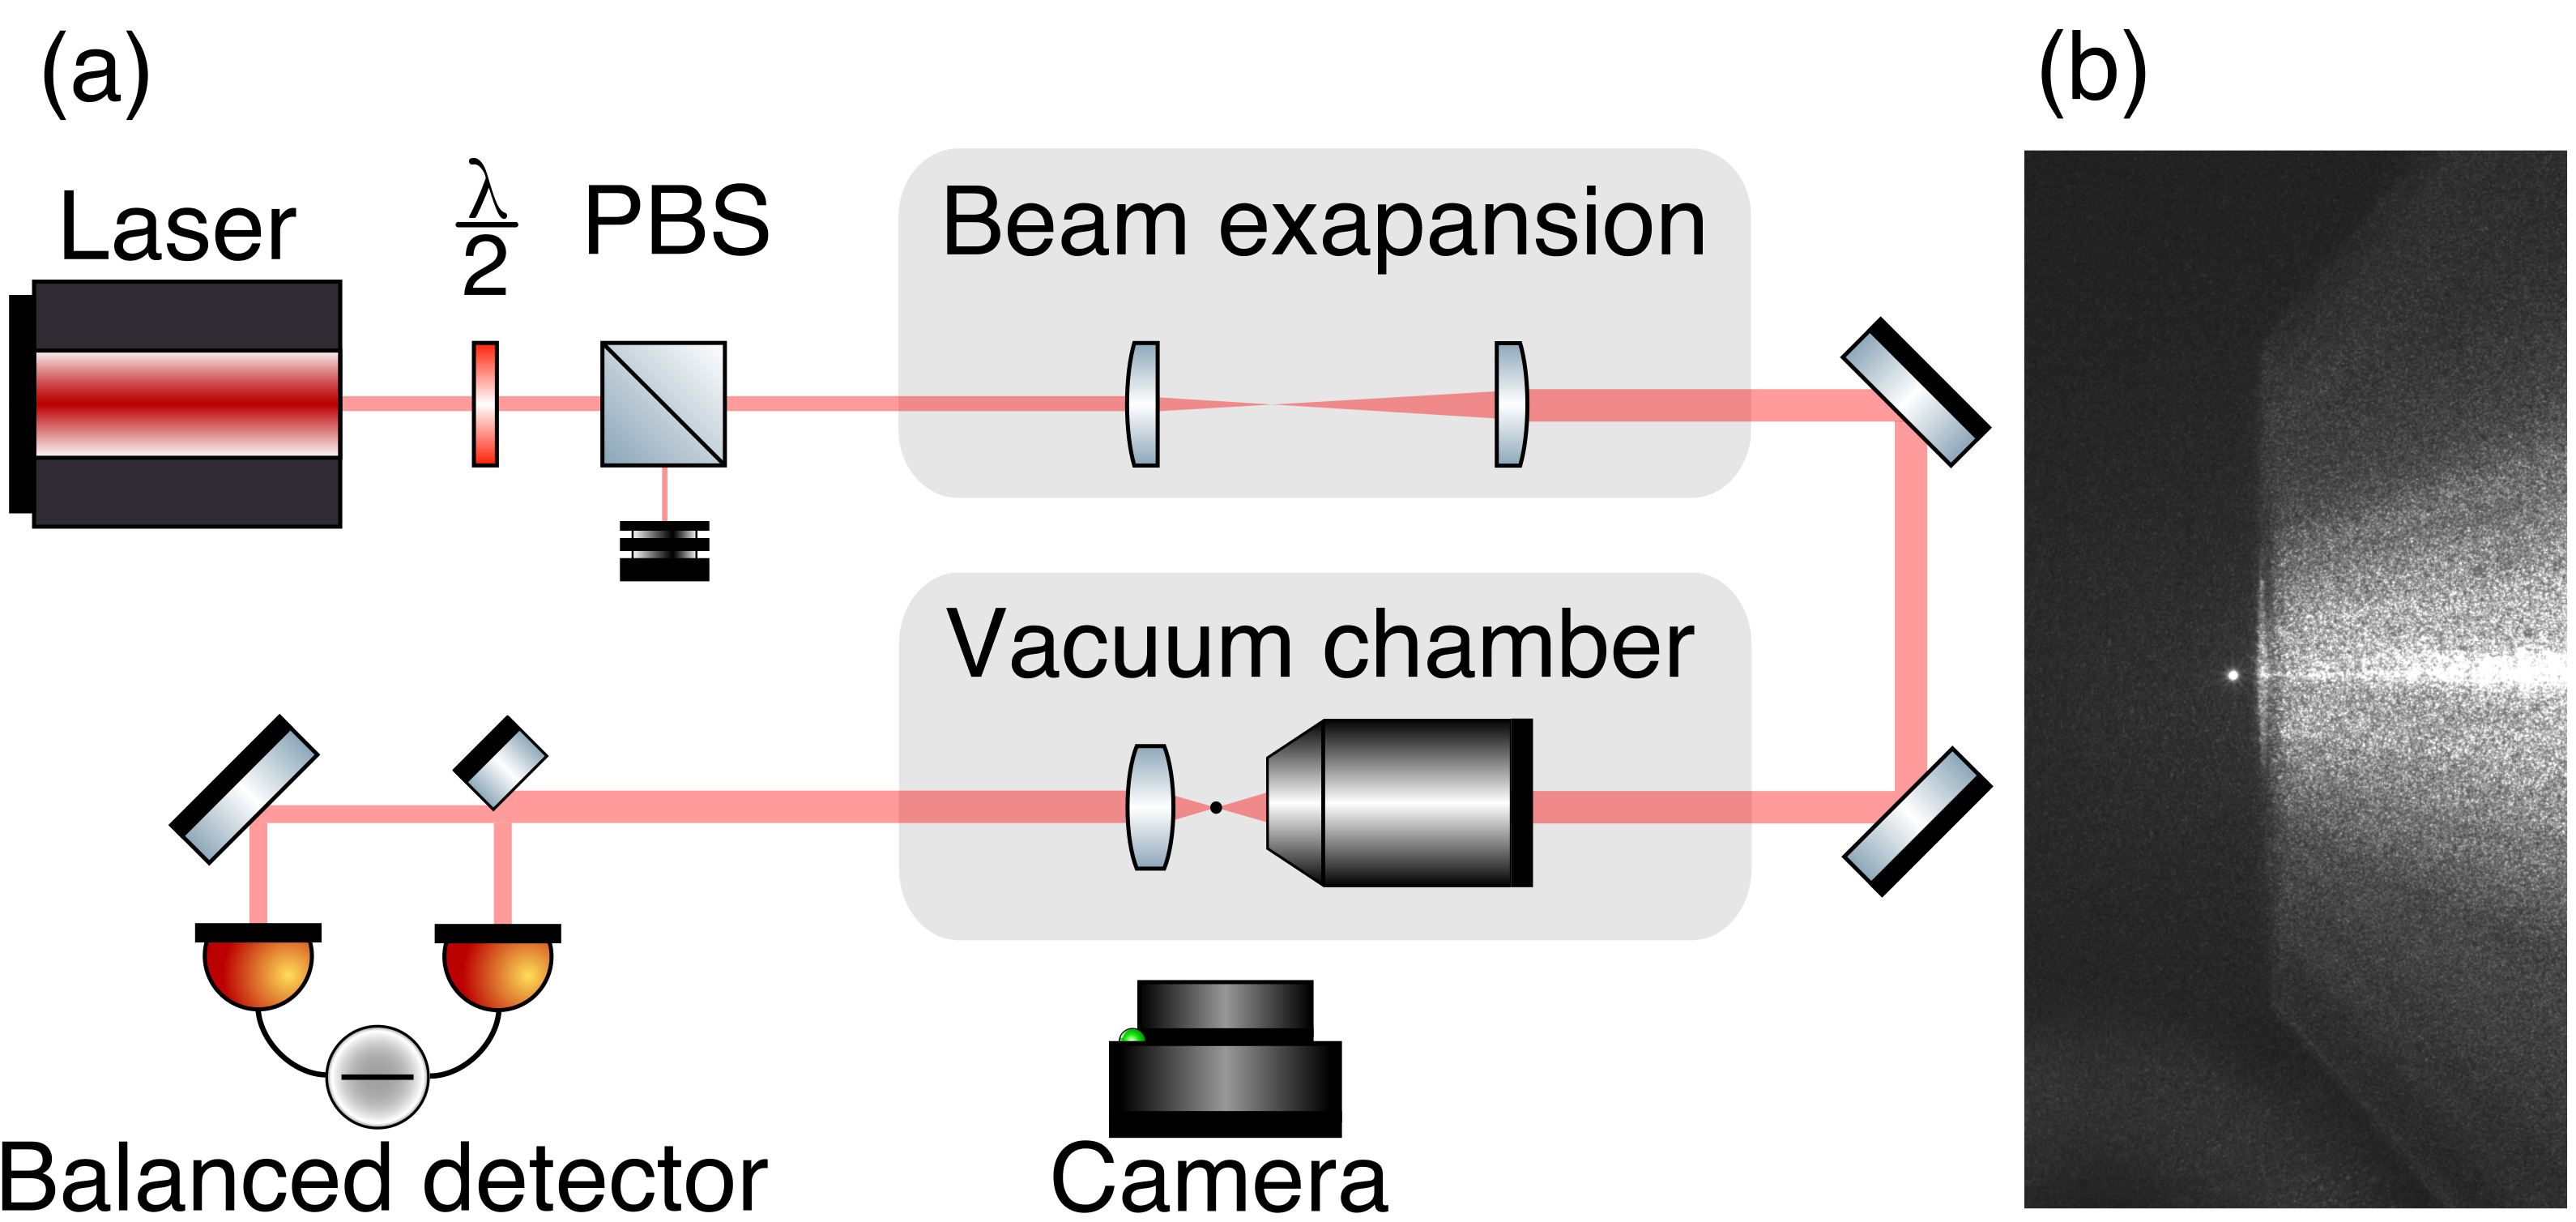 (a)
(b)
Laser
λ
2
PBS
Beam exapansion
Vacuum chamber
Balanced detector
Camera